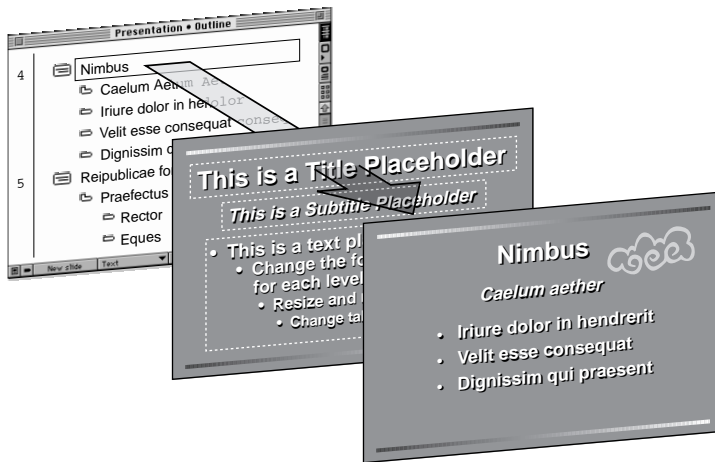 Presentation • Outline
4
Nimbus
Caelum Aetum Ae
Iriure dolor in hendolor
Velit esse consequat conseq
Dignissim
5
Reipublicae fo
Praefectus
Rector
Eques
New slide
Text
This is a Title Placeholder
This is a Subtitle Placeholder
• This is a text pl
• Change the fo
for each level
• Resize and
• Change ta
Nimbus
Caelum aether
• Iriure dolor in hendrerit
• Velit esse consequat
• Dignissim qui praesent